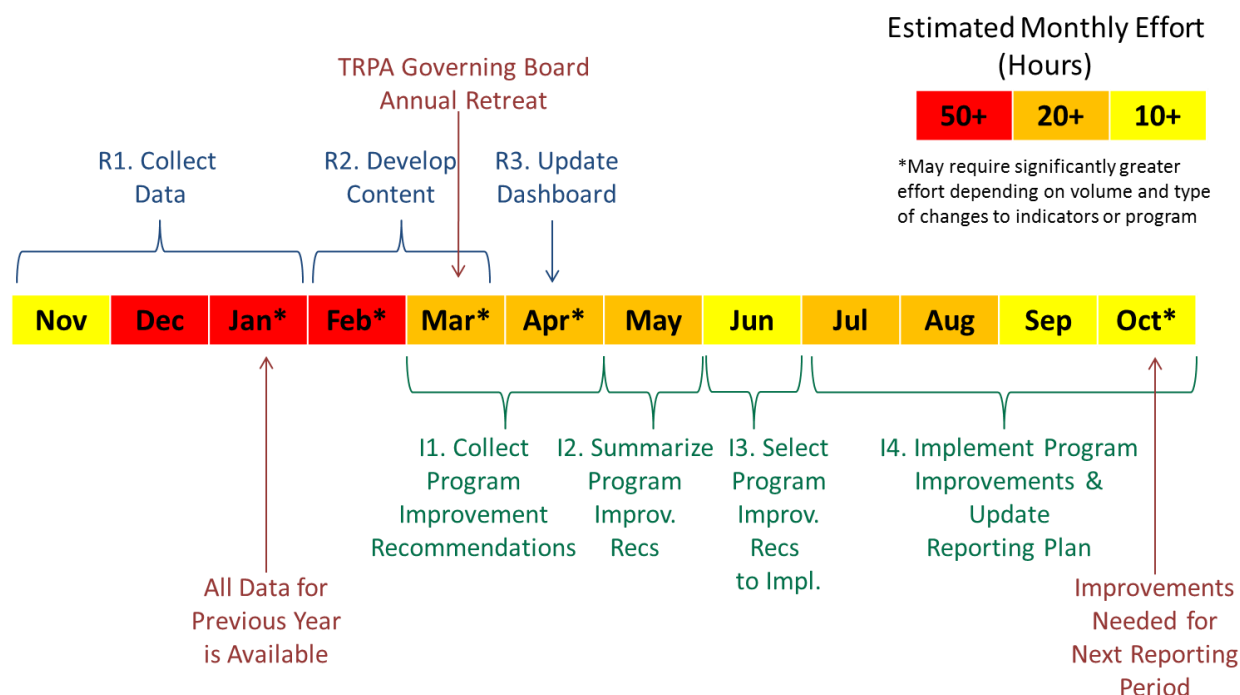 Estimated Monthly Effort
(Hours)
50+ 20+ 10+
*May require significantly greater
effort depending on volume and type
of changes to indicators or program
TRPA Governing Board
Annual Retreat
R1. Collect
Data
R2. Develop
Content
R3. Update
Dashboard
Nov Dec Jan* Feb* Mar* Apr* May Jun Jul Aug Sep Oct*
I1. Collect
Program
Improvement
Recommendations
I2. Summarize
Program
Improv.
Recs
I3. Select
Program
Improv.
Recs
to Impl.
I4. Implement Program
Improvements &
Update
Reporting Plan
All Data for
Previous Year
is Available
Improvements
Needed for
Next Reporting
Period